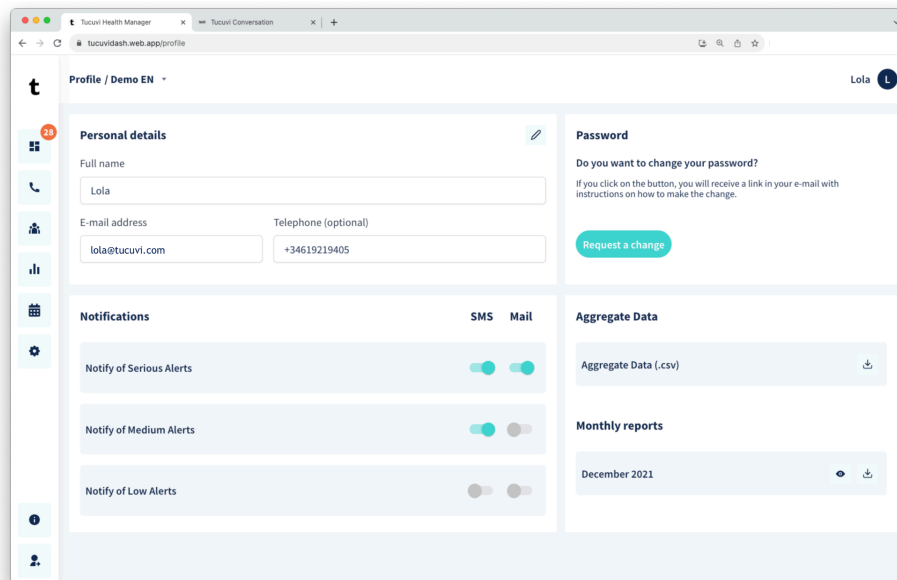 t Tucuvi Health Manager
Tucuvi Conversation
tucuvidash.web.app/profile
t
Profile / Demo EN
Lola
L
28
Personal details
Full name
Lola
E-mail address
Telephone (optional)
lola@tucuvi.com
+34619219405
Password
Do you want to change your password?
If you click on the button, you will receive a link in your e-mail with
instructions on how to make the change.
Request a change
Notifications
SMS
Mail
Notify of Serious Alerts
Notify of Medium Alerts
Notify of Low Alerts
Aggregate Data
Aggregate Data (.csv)
Monthly reports
December 2021